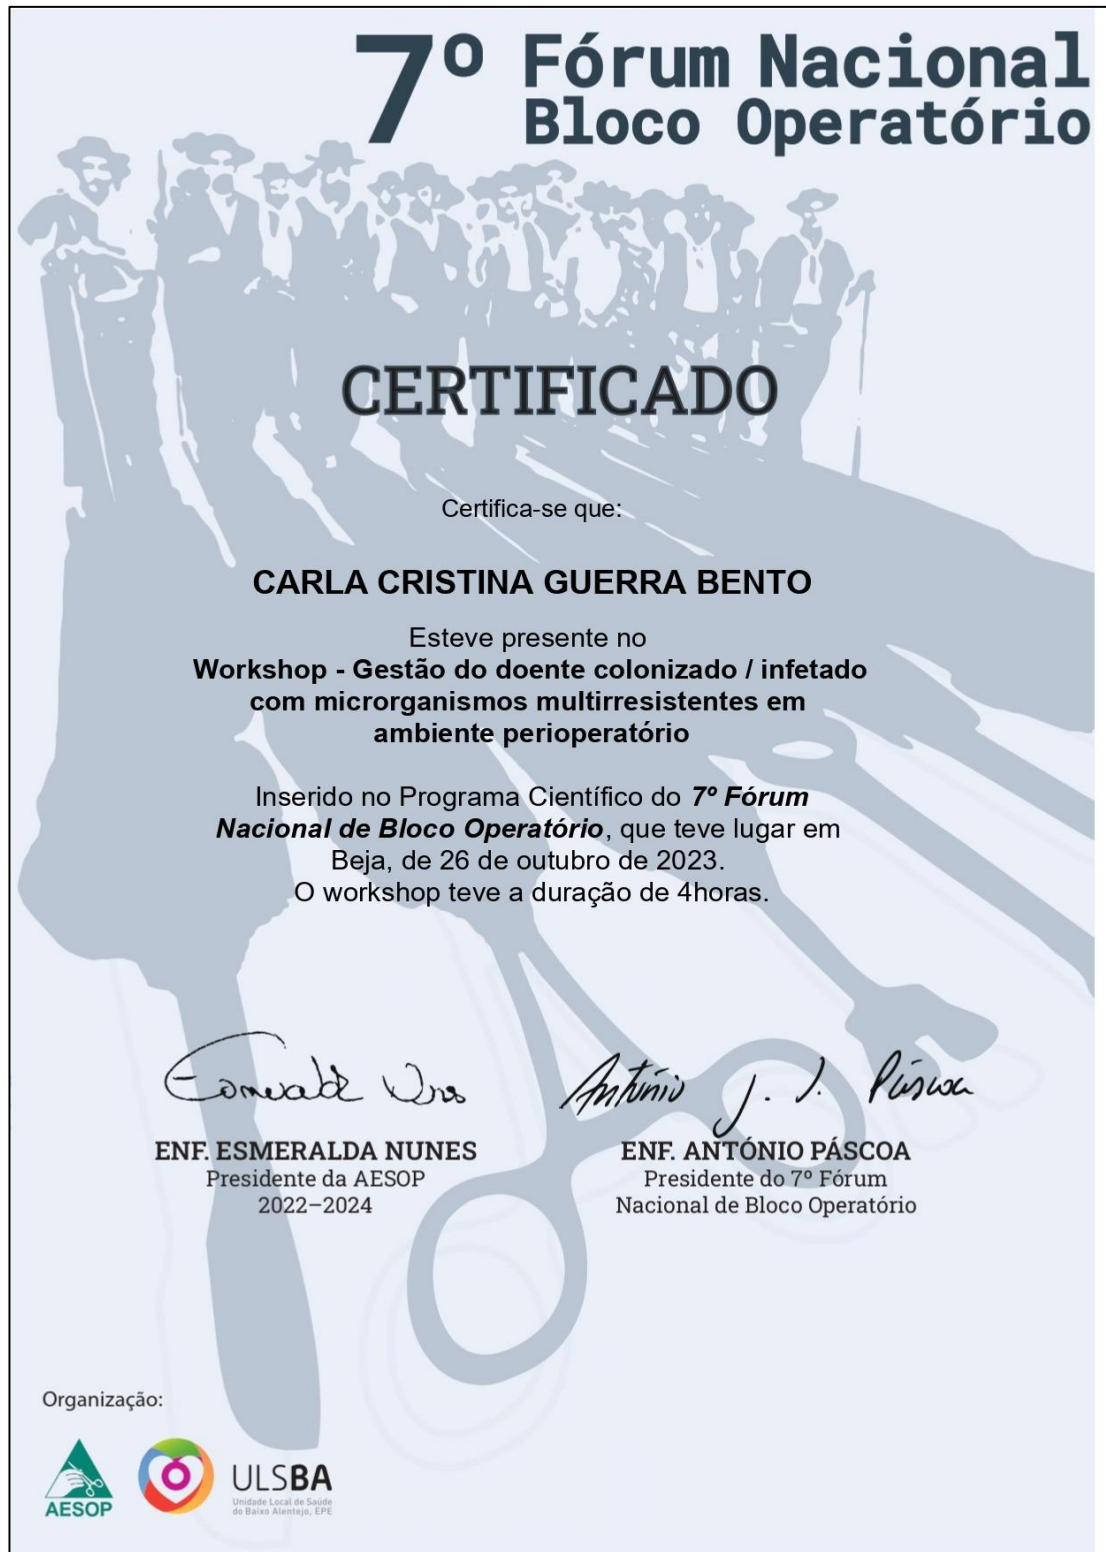 7º Fórum Nacional
Bloco Operatório
CERTIFICADO
Certifica-se que:
CARLA CRISTINA GUERRA BENTO
Esteve presente no
Workshop - Gestão do doente colonizado / infetado
com microrganismos multirresistentes em
ambiente perioperatório
Inserido no Programa Científico do 7º Fórum
Nacional de Bloco Operatório, que teve lugar em
Beja, de 26 de outubro de 2023.
O workshop teve a duração de 4horas.
António J. J. Páscoa
ENF. ESMERALDA NUNES
Presidente da AESOP
2022–2024
ENF. ANTÓNIO PÁSCOA
Presidente do 7º Fórum
Nacional de Bloco Operatório
Organização:
AESOP
ULSBA
Unidade Local de Saúde
do Baixo Alentejo, EPE